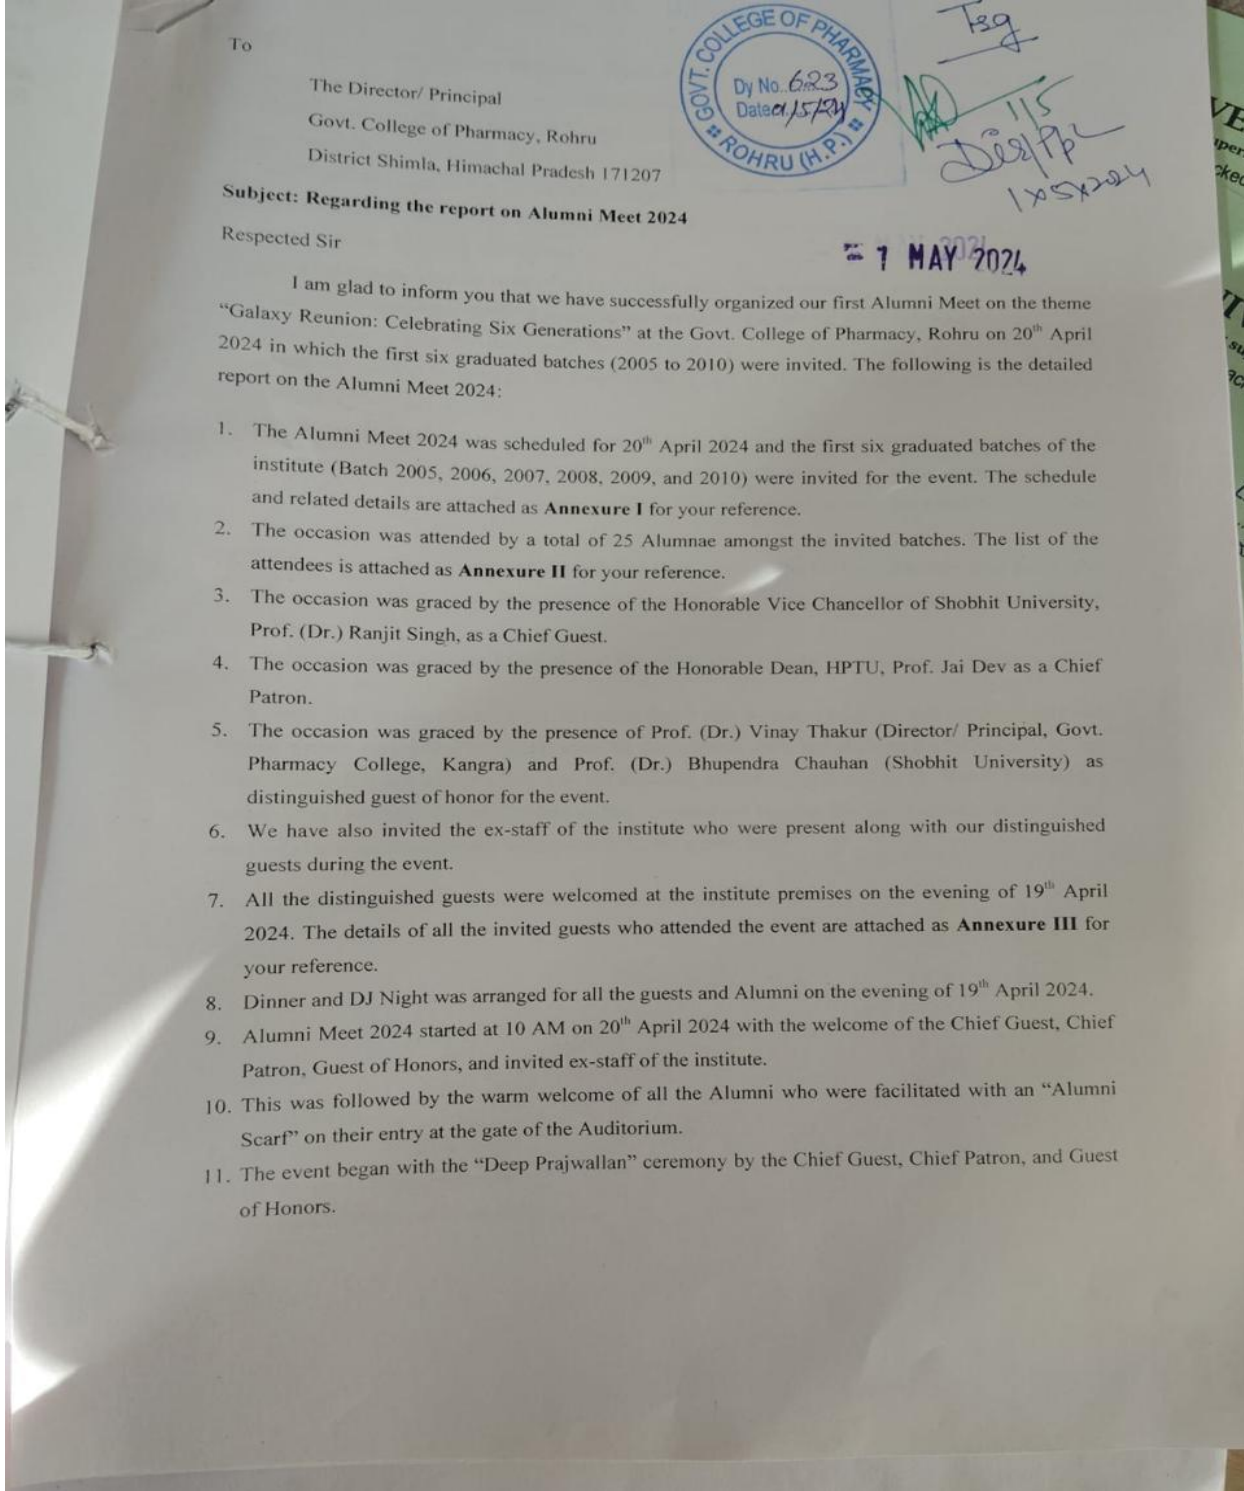 To
The Director/ Principal
Govt. College of Pharmacy, Rohru
District Shimla, Himachal Pradesh 171207
GOVT. COLLEGE OF PHARMACY
Dy No. 623
Date 01/5/24
ROHRU (H.P.)
1/5
Dir/Ppl
1x5x2024
Subject: Regarding the report on Alumni Meet 2024
Respected Sir
1 MAY 2024
I am glad to inform you that we have successfully organized our first Alumni Meet on the theme
“Galaxy Reunion: Celebrating Six Generations” at the Govt. College of Pharmacy, Rohru on 20th April
2024 in which the first six graduated batches (2005 to 2010) were invited. The following is the detailed
report on the Alumni Meet 2024:
1. The Alumni Meet 2024 was scheduled for 20th April 2024 and the first six graduated batches of the
institute (Batch 2005, 2006, 2007, 2008, 2009, and 2010) were invited for the event. The schedule
and related details are attached as Annexure I for your reference.
2. The occasion was attended by a total of 25 Alumnae amongst the invited batches. The list of the
attendees is attached as Annexure II for your reference.
3. The occasion was graced by the presence of the Honorable Vice Chancellor of Shobhit University,
Prof. (Dr.) Ranjit Singh, as a Chief Guest.
4. The occasion was graced by the presence of the Honorable Dean, HPTU, Prof. Jai Dev as a Chief
Patron.
5. The occasion was graced by the presence of Prof. (Dr.) Vinay Thakur (Director/ Principal, Govt.
Pharmacy College, Kangra) and Prof. (Dr.) Bhupendra Chauhan (Shobhit University) as
distinguished guest of honor for the event.
6. We have also invited the ex-staff of the institute who were present along with our distinguished
guests during the event.
7. All the distinguished guests were welcomed at the institute premises on the evening of 19th April
2024. The details of all the invited guests who attended the event are attached as Annexure III for
your reference.
8. Dinner and DJ Night was arranged for all the guests and Alumni on the evening of 19th April 2024.
9. Alumni Meet 2024 started at 10 AM on 20th April 2024 with the welcome of the Chief Guest, Chief
Patron, Guest of Honors, and invited ex-staff of the institute.
10. This was followed by the warm welcome of all the Alumni who were facilitated with an “Alumni
Scarf” on their entry at the gate of the Auditorium.
11. The event began with the “Deep Prajwallan” ceremony by the Chief Guest, Chief Patron, and Guest
of Honors.